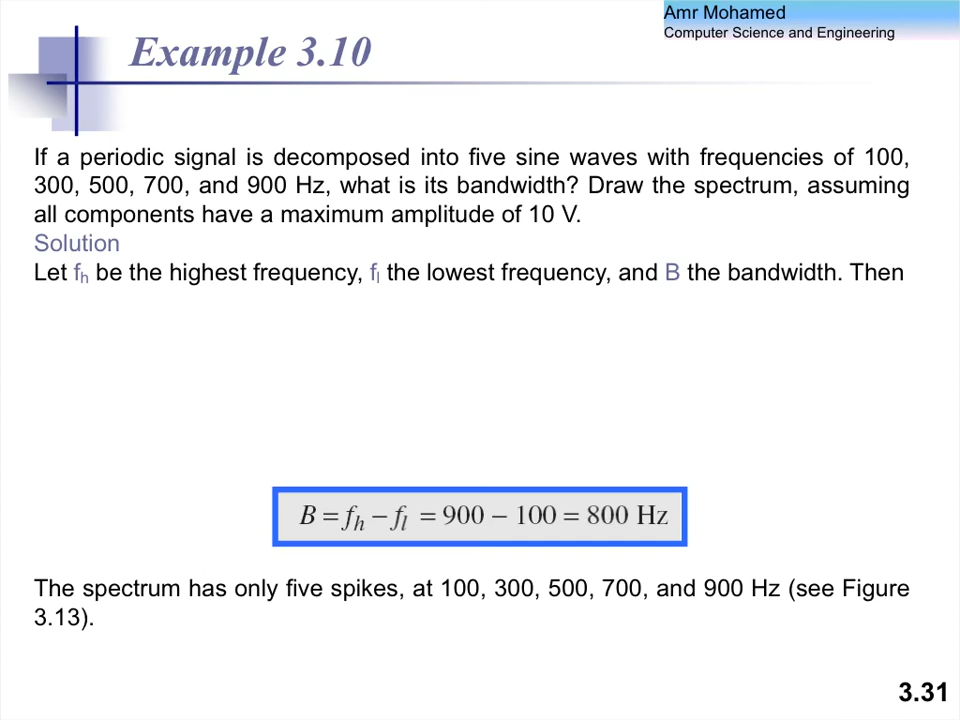 Amr Mohamed
Computer Science and Engineering
Example 3.10
If a periodic signal is decomposed into five sine waves with frequencies of 100,
300, 500, 700, and 900 Hz, what is its bandwidth? Draw the spectrum, assuming
all components have a maximum amplitude of 10 V.
Solution
Let fh be the highest frequency, fl the lowest frequency, and B the bandwidth. Then
B = fh − fl = 900 − 100 = 800 Hz
The spectrum has only five spikes, at 100, 300, 500, 700, and 900 Hz (see Figure
3.13).
3.31